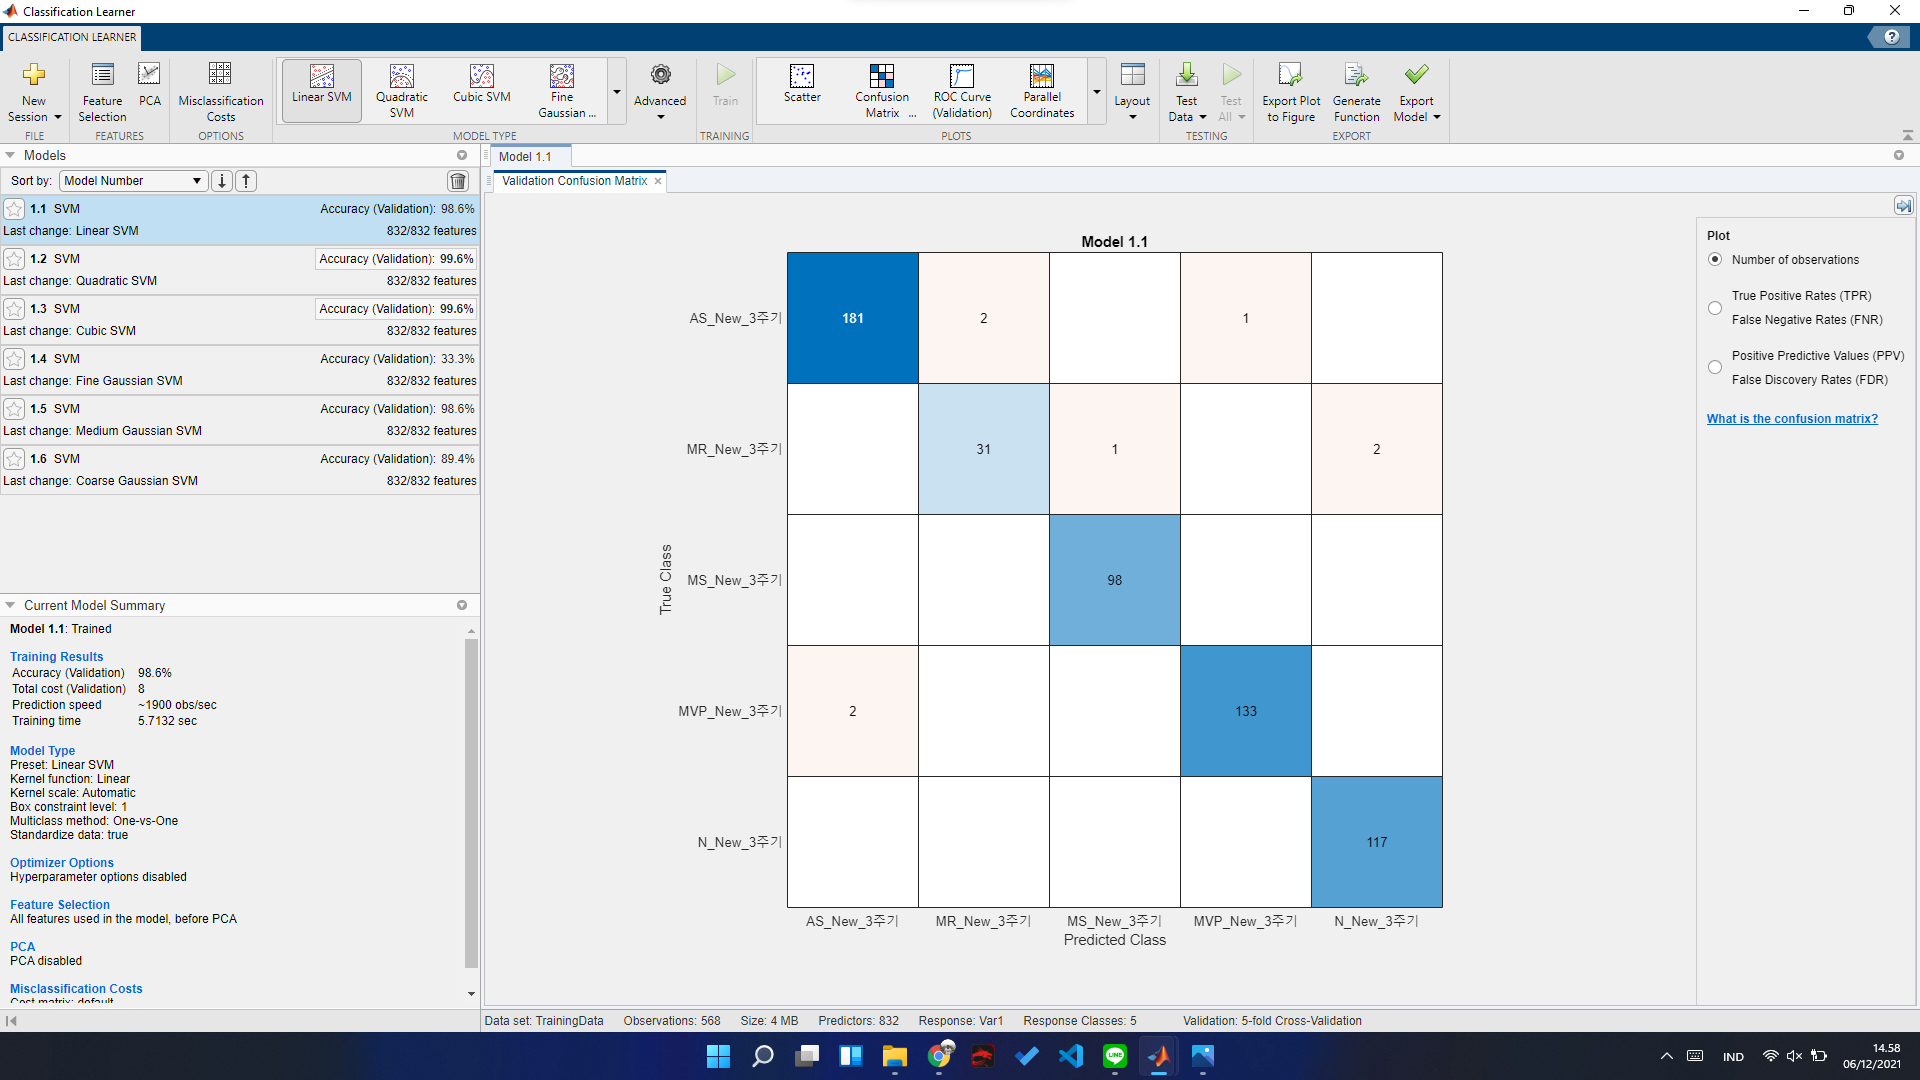 Classification Learner
CLASSIFICATION LEARNER
New Session
Feature Selection
PCA
Misclassification Costs
Linear SVM
Quadratic SVM
Cubic SVM
Fine Gaussian ...
Advanced
Train
Scatter
Confusion Matrix ...
ROC Curve (Validation)
Parallel Coordinates
Layout
Test Data
Test All
Export Plot to Figure
Generate Function
Export Model
FILE
FEATURES
OPTIONS
MODEL TYPE
TRAINING
PLOTS
TESTING
EXPORT
Models
Sort by: Model Number
1.1 SVM Accuracy (Validation): 98.6%
Last change: Linear SVM 832/832 features
1.2 SVM Accuracy (Validation): 99.6%
Last change: Quadratic SVM 832/832 features
1.3 SVM Accuracy (Validation): 99.6%
Last change: Cubic SVM 832/832 features
1.4 SVM Accuracy (Validation): 33.3%
Last change: Fine Gaussian SVM 832/832 features
1.5 SVM Accuracy (Validation): 98.6%
Last change: Medium Gaussian SVM 832/832 features
1.6 SVM Accuracy (Validation): 89.4%
Last change: Coarse Gaussian SVM 832/832 features
Current Model Summary
Model 1.1: Trained
Training Results
Accuracy (Validation) 98.6%
Total cost (Validation) 8
Prediction speed ~1900 obs/sec
Training time 5.7132 sec
Model Type
Preset: Linear SVM
Kernel function: Linear
Kernel scale: Automatic
Box constraint level: 1
Multiclass method: One-vs-One
Standardize data: true
Optimizer Options
Hyperparameter options disabled
Feature Selection
All features used in the model, before PCA
PCA
PCA disabled
Misclassification Costs
Cost matrix: default
Model 1.1
Validation Confusion Matrix
Model 1.1
True Class
AS_New_3주기 181 2 1
MR_New_3주기 31 1 2
MS_New_3주기 98
MVP_New_3주기 2 133
N_New_3주기 117
AS_New_3주기 MR_New_3주기 MS_New_3주기 MVP_New_3주기 N_New_3주기
Predicted Class
Plot
Number of observations
True Positive Rates (TPR)
False Negative Rates (FNR)
Positive Predictive Values (PPV)
False Discovery Rates (FDR)
What is the confusion matrix?
Data set: TrainingData Observations: 568 Size: 4 MB Predictors: 832 Response: Var1 Response Classes: 5 Validation: 5-fold Cross-Validation
LINE
IND
14.58
06/12/2021